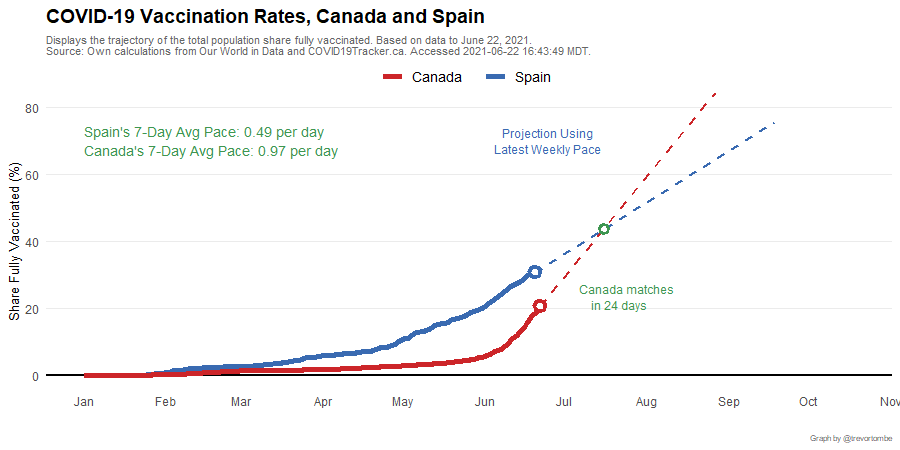 COVID-19 Vaccination Rates, Canada and Spain
Displays the trajectory of the total population share fully vaccinated. Based on data to June 22, 2021.
Source: Own calculations from Our World in Data and COVID19Tracker.ca. Accessed 2021-06-22 16:43:49 MDT.
Canada Spain
80
Spain's 7-Day Avg Pace: 0.49 per day
Canada's 7-Day Avg Pace: 0.97 per day
Projection Using
Latest Weekly Pace
60
Share Fully Vaccinated (%)
40
Canada matches
in 24 days
20
0
Jan Feb Mar Apr May Jun Jul Aug Sep Oct Nov
Graph by @trevortombe